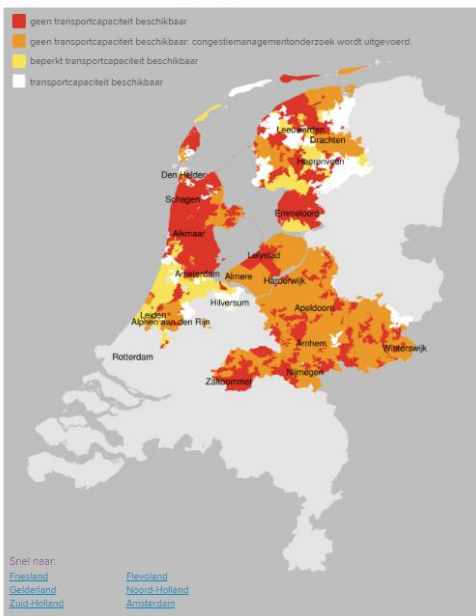 geen transportcapaciteit beschikbaar
geen transportcapaciteit beschikbaar: congestiemanagementonderzoek wordt uitgevoerd.
beperkt transportcapaciteit beschikbaar
transportcapaciteit beschikbaar
Leeuwarden
Drachten
Heerenveen
Den Helder
Schagen
Emmeloord
Alkmaar
Lelystad
Amsterdam
Almere
Harderwijk
Hilversum
Apeldoorn
Leiden
Alphen aan den Rijn
Arnhem
Winterswijk
Rotterdam
Nijmegen
Zaltbommel
Snel naar:
Friesland
Flevoland
Gelderland
Noord-Holland
Zuid-Holland
Amsterdam